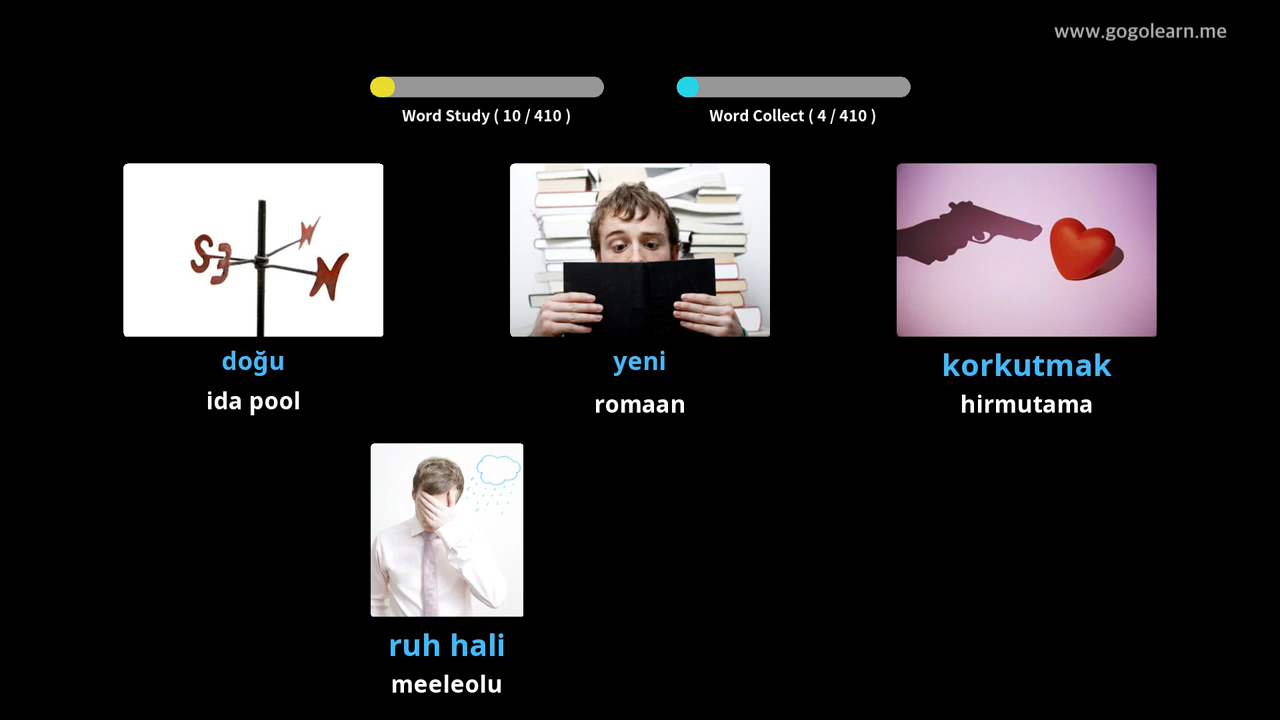 www.gogolearn.me
Word Study ( 10 / 410 )
Word Collect ( 4 / 410 )
S E N N
doğu
yeni
korkutmak
ida pool
romaan
hirmutama
ruh hali
meeleolu